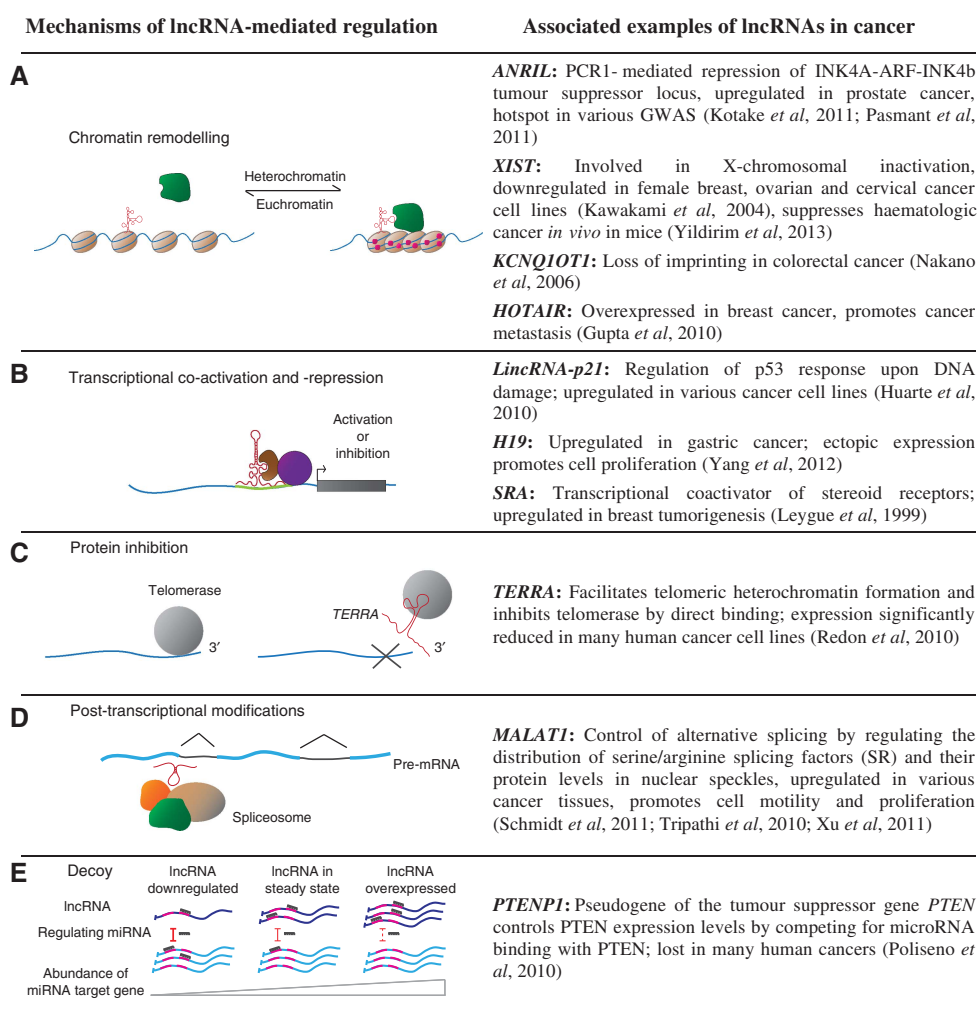 Mechanisms of lncRNA-mediated regulation
Associated examples of lncRNAs in cancer
A
Chromatin remodelling
Heterochromatin
Euchromatin
ANRIL: PCR1- mediated repression of INK4A-ARF-INK4b
tumour suppressor locus, upregulated in prostate cancer,
hotspot in various GWAS (Kotake et al, 2011; Pasmant et al,
2011)
XIST: Involved in X-chromosomal inactivation,
downregulated in female breast, ovarian and cervical cancer
cell lines (Kawakami et al, 2004), suppresses haematologic
cancer in vivo in mice (Yildirim et al, 2013)
KCNQ1OT1: Loss of imprinting in colorectal cancer (Nakano
et al, 2006)
HOTAIR: Overexpressed in breast cancer, promotes cancer
metastasis (Gupta et al, 2010)
B
Transcriptional co-activation and -repression
Activation
or
inhibition
LincRNA-p21: Regulation of p53 response upon DNA
damage; upregulated in various cancer cell lines (Huarte et al,
2010)
H19: Upregulated in gastric cancer; ectopic expression
promotes cell proliferation (Yang et al, 2012)
SRA: Transcriptional coactivator of stereoid receptors;
upregulated in breast tumorigenesis (Leygue et al, 1999)
C
Protein inhibition
Telomerase
3′
TERRA
3′
TERRA: Facilitates telomeric heterochromatin formation and
inhibits telomerase by direct binding; expression significantly
reduced in many human cancer cell lines (Redon et al, 2010)
D
Post-transcriptional modifications
Pre-mRNA
Spliceosome
MALAT1: Control of alternative splicing by regulating the
distribution of serine/arginine splicing factors (SR) and their
protein levels in nuclear speckles, upregulated in various
cancer tissues, promotes cell motility and proliferation
(Schmidt et al, 2011; Tripathi et al, 2010; Xu et al, 2011)
E
Decoy
lncRNA
downregulated
lncRNA in
steady state
lncRNA
overexpressed
lncRNA
Regulating miRNA
Abundance of
miRNA target gene
PTENP1: Pseudogene of the tumour suppressor gene PTEN
controls PTEN expression levels by competing for microRNA
binding with PTEN; lost in many human cancers (Poliseno et
al, 2010)